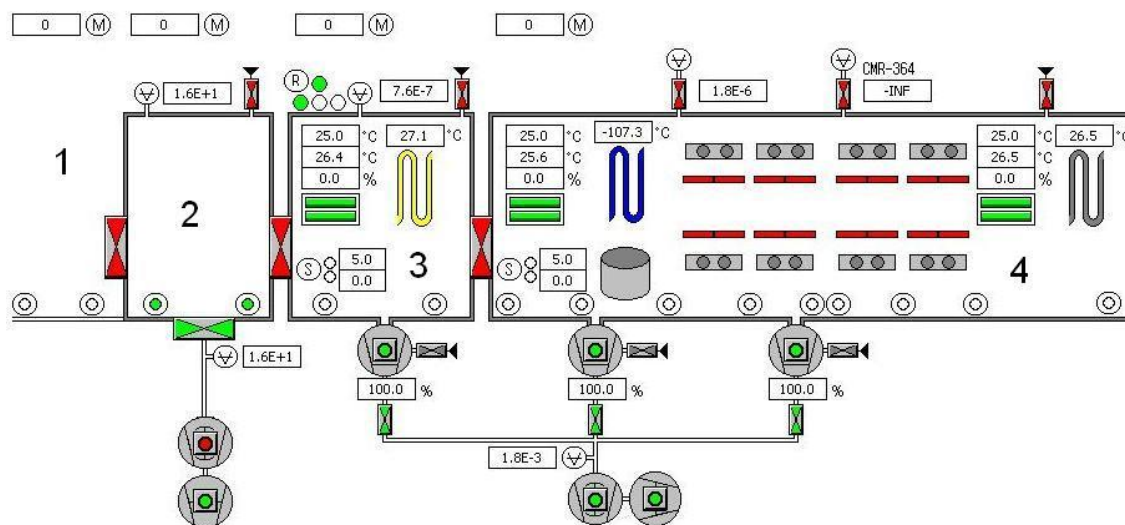 0 M 0 M 0 M 0 M
CMR-364
1.6E+1 R 7.6E-7 1.8E-6 -INF
25.0 °C 27.1 °C 25.0 °C -107.3 °C 25.0 °C 26.5 °C
26.4 °C 25.6 °C 26.5 °C
0.0 % 0.0 % 0.0 %
1
2
3
4
S 5.0 S 5.0
0.0 0.0
1.6E+1
100.0 % 100.0 % 100.0 %
1.8E-3